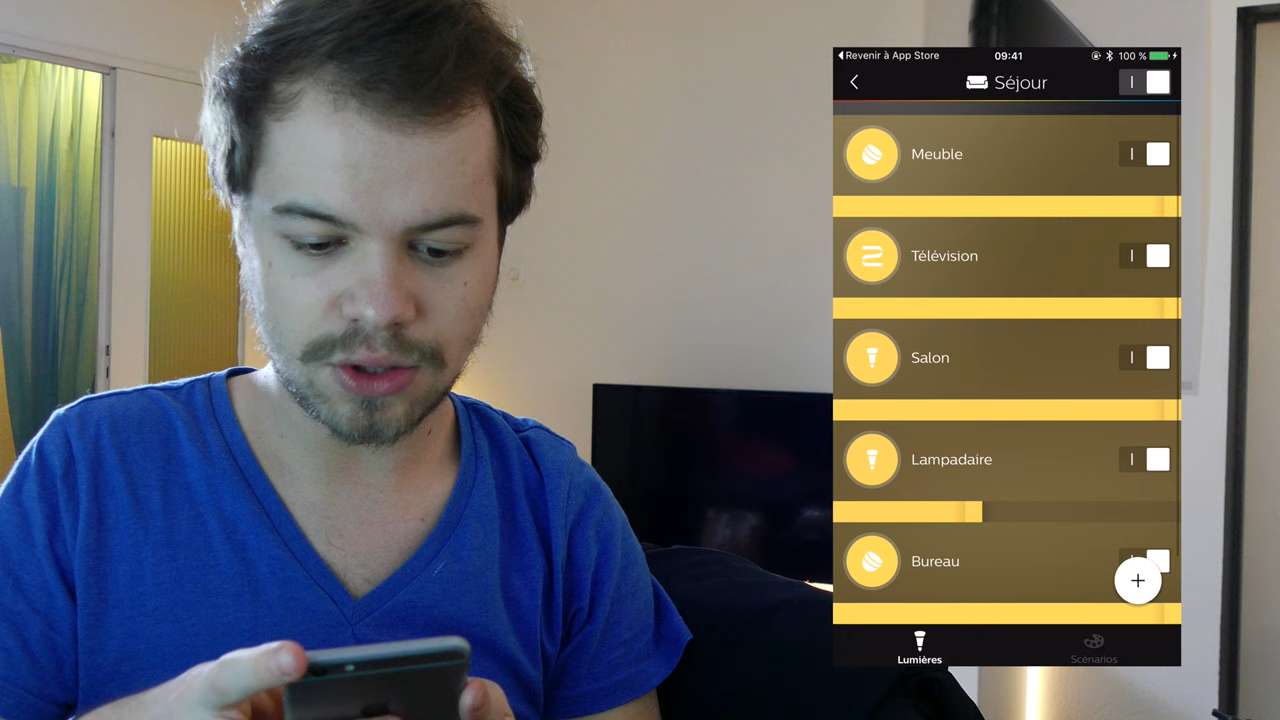 Revenir à App Store 09:41 100 %
Séjour
Meuble
Télévision
Salon
Lampadaire
Bureau
Lumières Scénarios